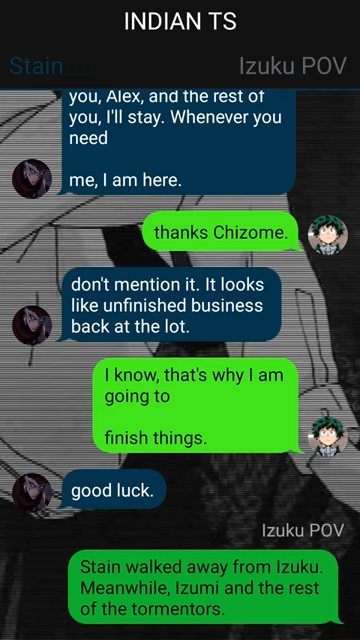 INDIAN TS
Stain
Izuku POV
you, Alex, and the rest of
you, I'll stay. Whenever you
need
me, I am here.
thanks Chizome.
don't mention it. It looks
like unfinished business
back at the lot.
I know, that's why I am
going to
finish things.
good luck.
Izuku POV
Stain walked away from Izuku.
Meanwhile, Izumi and the rest
of the tormentors.